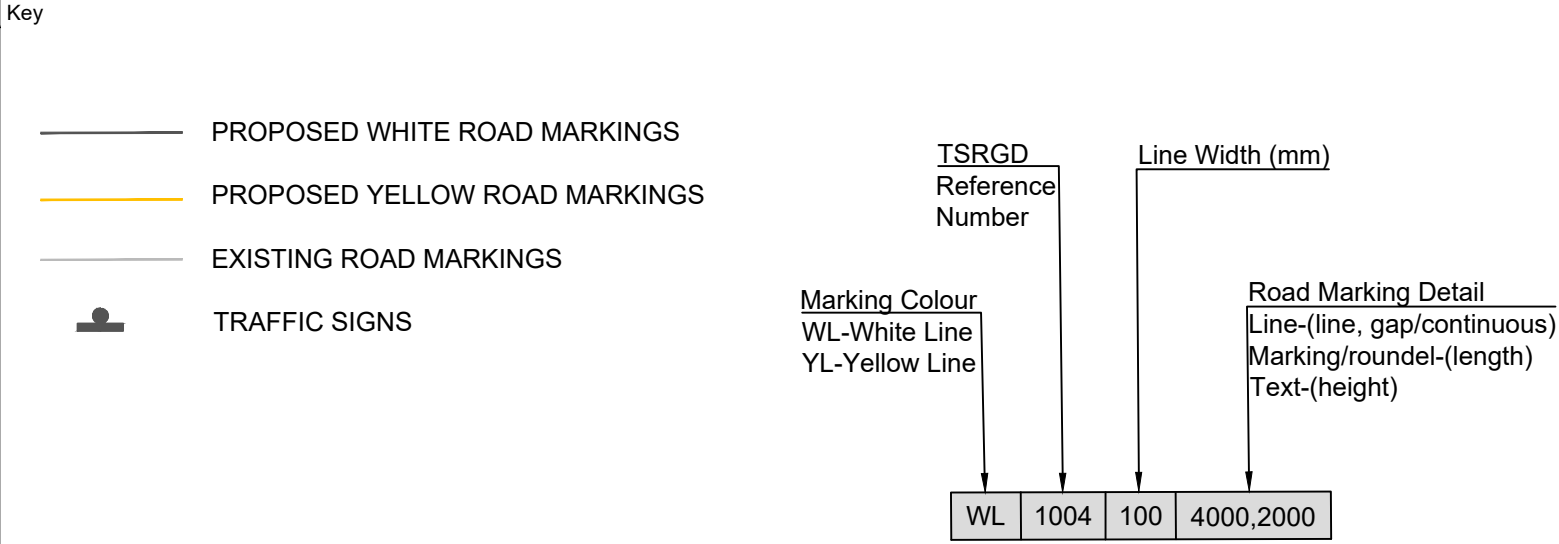 Key
PROPOSED WHITE ROAD MARKINGS
PROPOSED YELLOW ROAD MARKINGS
EXISTING ROAD MARKINGS
TRAFFIC SIGNS
TSRGD
Reference
Number
Line Width (mm)
Marking Colour
WL-White Line
YL-Yellow Line
Road Marking Detail
Line-(line, gap/continuous)
Marking/roundel-(length)
Text-(height)
WL 1004 100 4000,2000